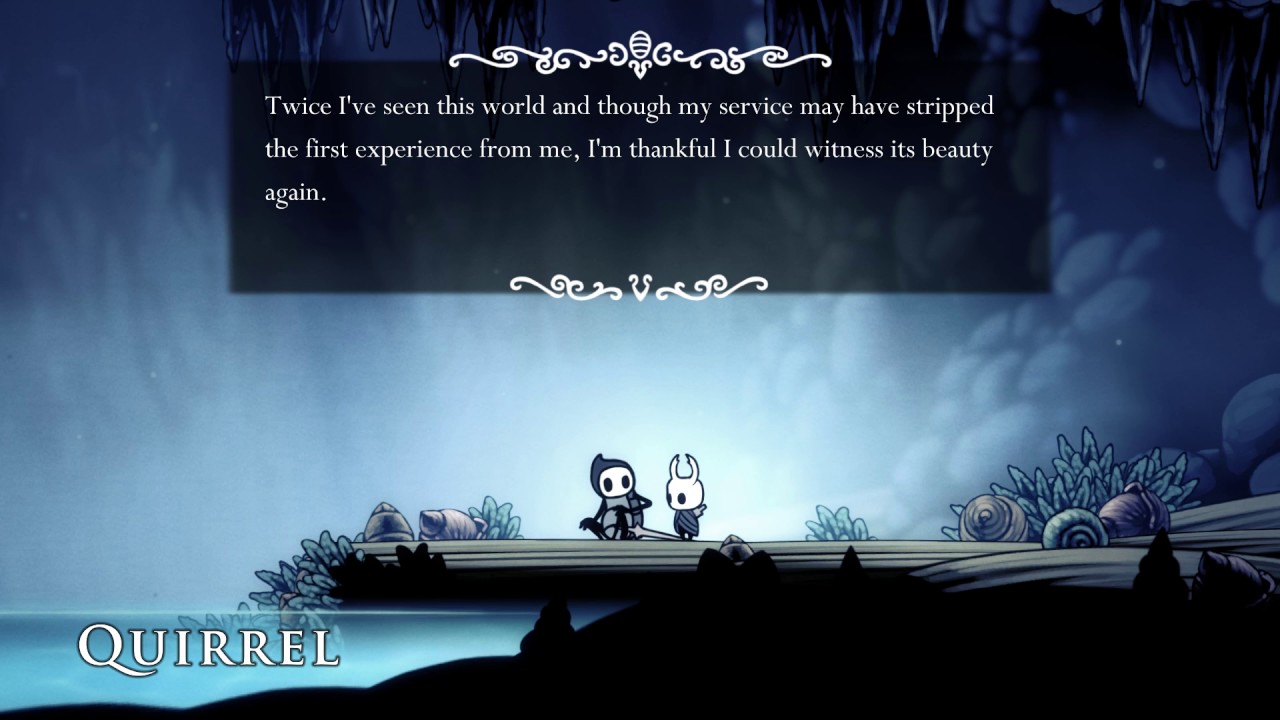 Twice I've seen this world and though my service may have stripped
the first experience from me, I'm thankful I could witness its beauty
again.
QUIRREL